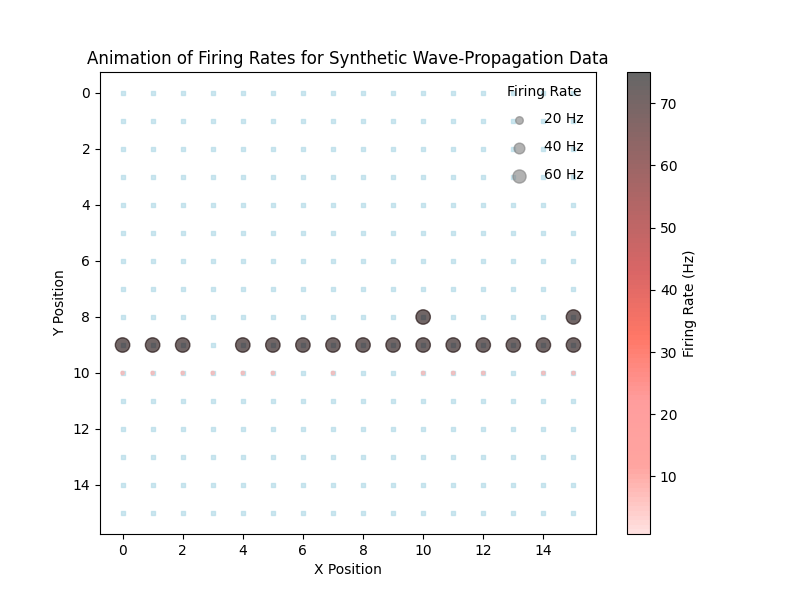 Animation of Firing Rates for Synthetic Wave-Propagation Data
Firing Rate
20 Hz
40 Hz
60 Hz
0
2
4
6
8
10
12
14
Y Position
0
2
4
6
8
10
12
14
X Position
70
60
50
40
30
20
10
Firing Rate (Hz)